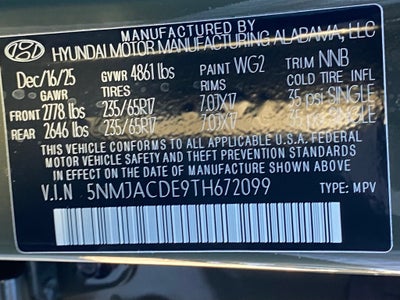 MANUFACTURED BY
HYUNDAI MOTOR MANUFACTURING ALABAMA, LLC
Dec/16/25 GVWR 4861 lbs PAINT WG2 TRIM NNB
GAWR TIRES RIMS COLD TIRE INFL
FRONT 2778 lbs 235/65R17 7.0JX17 35 psi SINGLE
REAR 2646 lbs 235/65R17 7.0JX17 35 psi SINGLE
THIS VEHICLE CONFORMS TO ALL APPLICABLE U.S.A. FEDERAL
MOTOR VEHICLE SAFETY AND THEFT PREVENTION STANDARDS IN
EFFECT ON THE DATE OF MANUFACTURE SHOWN ABOVE.
V.I.N 5NMJACDE9TH672099 TYPE: MPV